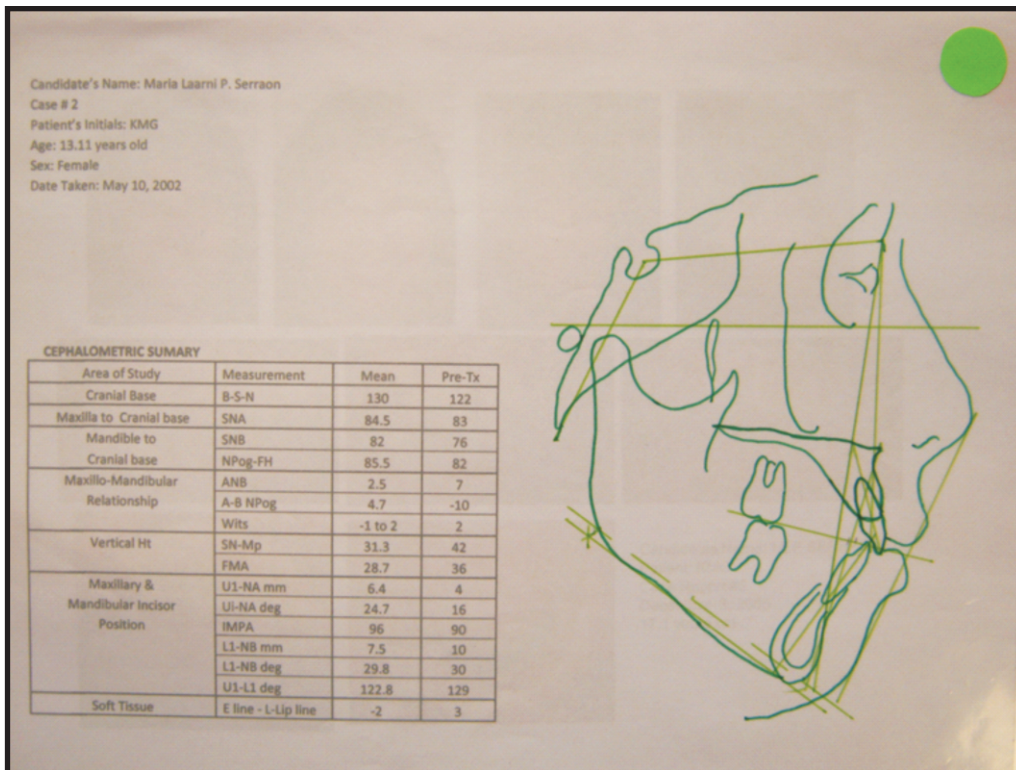 Candidate's Name: Maria Laarni P. Serraon
Case # 2
Patient's Initials: KMG
Age: 13.11 years old
Sex: Female
Date Taken: May 10, 2002
CEPHALOMETRIC SUMARY
Area of Study Measurement Mean Pre-Tx
Cranial Base B-S-N 130 122
Maxilla to Cranial base SNA 84.5 83
Mandible to SNB 82 76
Cranial base NPog-FH 85.5 82
Maxillo-Mandibular ANB 2.5 7
Relationship A-B NPog 4.7 -10
Wits -1 to 2 2
Vertical Ht SN-Mp 31.3 42
FMA 28.7 36
Maxillary & U1-NA mm 6.4 4
Mandibular Incisor Ui-NA deg 24.7 16
Position IMPA 96 90
L1-NB mm 7.5 10
L1-NB deg 29.8 30
U1-L1 deg 122.8 129
Soft Tissue E line - L-Lip line -2 3